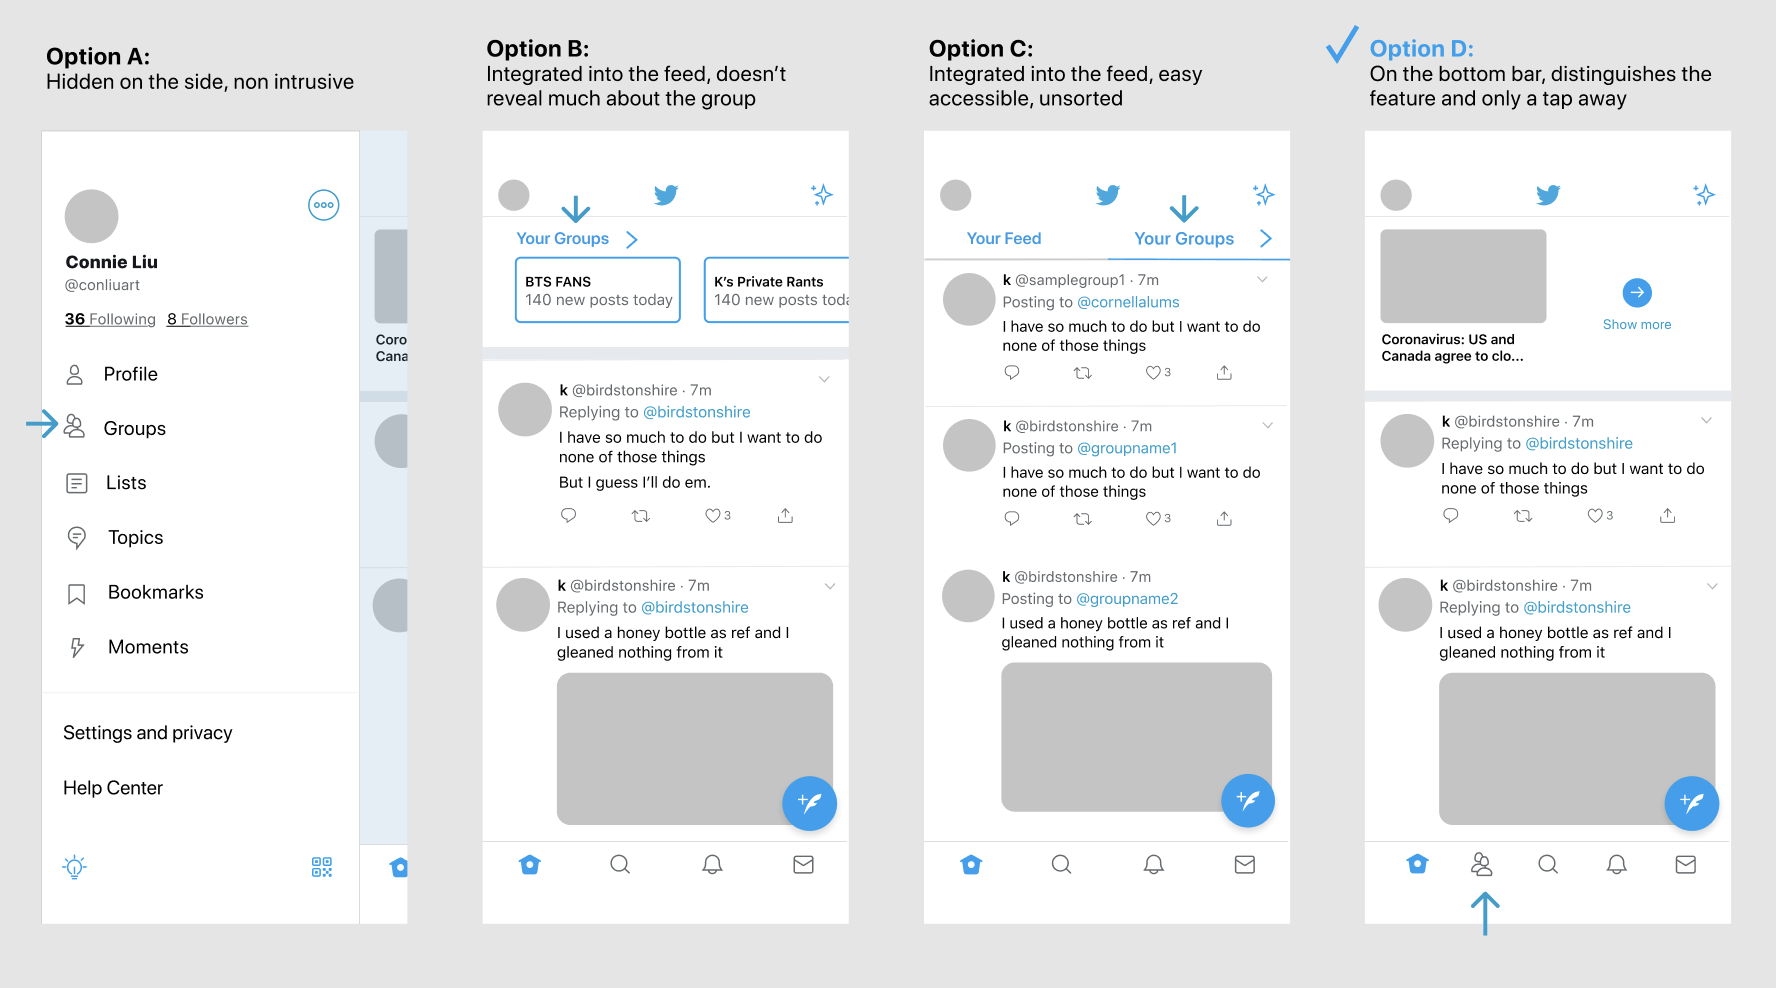 Option A:
Hidden on the side, non intrusive
Connie Liu
@conliuart
36 Following 8 Followers
Profile
Groups
Lists
Topics
Bookmarks
Moments
Settings and privacy
Help Center
Coro
Cana
Option B:
Integrated into the feed, doesn't
reveal much about the group
Your Groups
BTS FANS
140 new posts today
K's Private Rants
140 new posts toda
k @birdstonshire · 7m
Replying to @birdstonshire
I have so much to do but I want to do
none of those things
But I guess I'll do em.
3
k @birdstonshire · 7m
Replying to @birdstonshire
I used a honey bottle as ref and I
gleaned nothing from it
Option C:
Integrated into the feed, easy
accessible, unsorted
Your Feed
Your Groups
k @samplegroup1 · 7m
Posting to @cornellalums
I have so much to do but I want to do
none of those things
3
k @birdstonshire · 7m
Posting to @groupname1
I have so much to do but I want to do
none of those things
3
k @birdstonshire · 7m
Posting to @groupname2
I used a honey bottle as ref and I
gleaned nothing from it
Option D:
On the bottom bar, distinguishes the
feature and only a tap away
Coronavirus: US and
Canada agree to clo...
Show more
k @birdstonshire · 7m
Replying to @birdstonshire
I have so much to do but I want to do
none of those things
3
k @birdstonshire · 7m
Replying to @birdstonshire
I used a honey bottle as ref and I
gleaned nothing from it